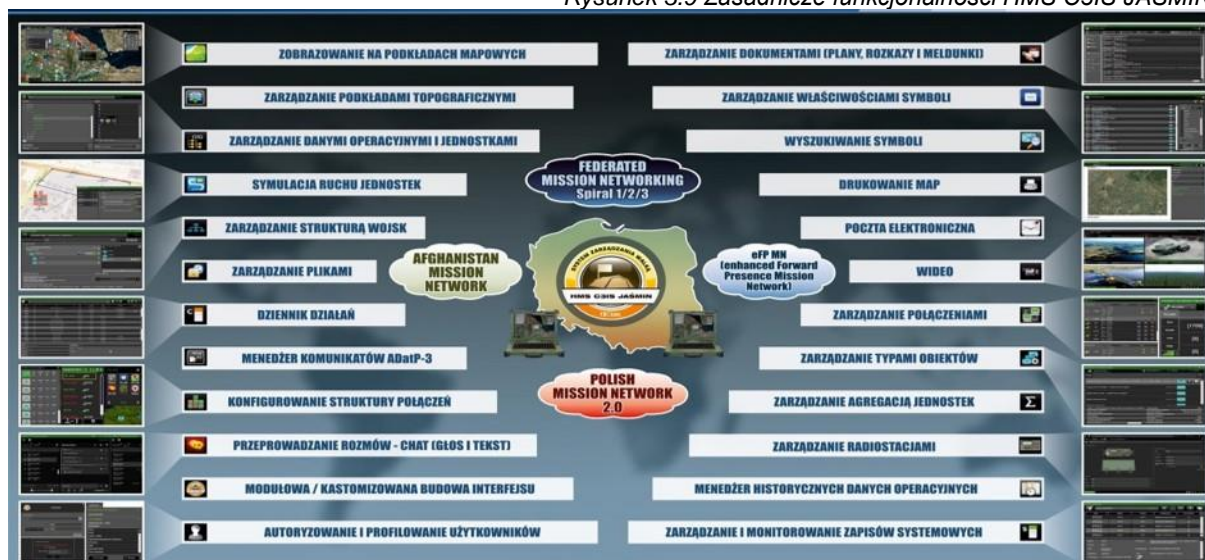 Rysunek 3.9 Zasadnicze funkcjonalności HMS C3IS JAŚMIN
ZOBRAZOWANIE NA PODKŁADACH MAPOWYCH
ZARZĄDZANIE PODKŁADAMI TOPOGRAFICZNYMI
ZARZĄDZANIE DANYMI OPERACYJNYMI I JEDNOSTKAMI
SYMULACJA RUCHU JEDNOSTEK
ZARZĄDZANIE STRUKTURĄ WOJSK
ZARZĄDZANIE PLIKAMI
DZIENNIK DZIAŁAŃ
MENEDŻER KOMUNIKATÓW ADatP-3
KONFIGUROWANIE STRUKTURY POŁĄCZEŃ
PRZEPROWADZANIE ROZMÓW - CHAT (GŁOS I TEKST)
MODUŁOWA / KASTOMIZOWANA BUDOWA INTERFEJSU
AUTORYZOWANIE I PROFILOWANIE UŻYTKOWNIKÓW
FEDERATED
MISSION NETWORKING
Spiral 1/2/3
AFGHANISTAN
MISSION
NETWORK
SYSTEM ZARZĄDZANIA WALKĄ
HMS C3IS JAŚMIN
eFP MN
(enhanced Forward
Presence Mission
Network)
POLISH
MISSION NETWORK
2.0
ZARZĄDZANIE DOKUMENTAMI (PLANY, ROZKAZY I MELDUNKI)
ZARZĄDZANIE WŁAŚCIWOŚCIAMI SYMBOLI
WYSZUKIWANIE SYMBOLI
DRUKOWANIE MAP
POCZTA ELEKTRONICZNA
WIDEO
ZARZĄDZANIE POŁĄCZENIAMI
ZARZĄDZANIE TYPAMI OBIEKTÓW
ZARZĄDZANIE AGREGACJĄ JEDNOSTEK
ZARZĄDZANIE RADIOSTACJAMI
MENEDŻER HISTORYCZNYCH DANYCH OPERACYJNYCH
ZARZĄDZANIE I MONITOROWANIE ZAPISÓW SYSTEMOWYCH